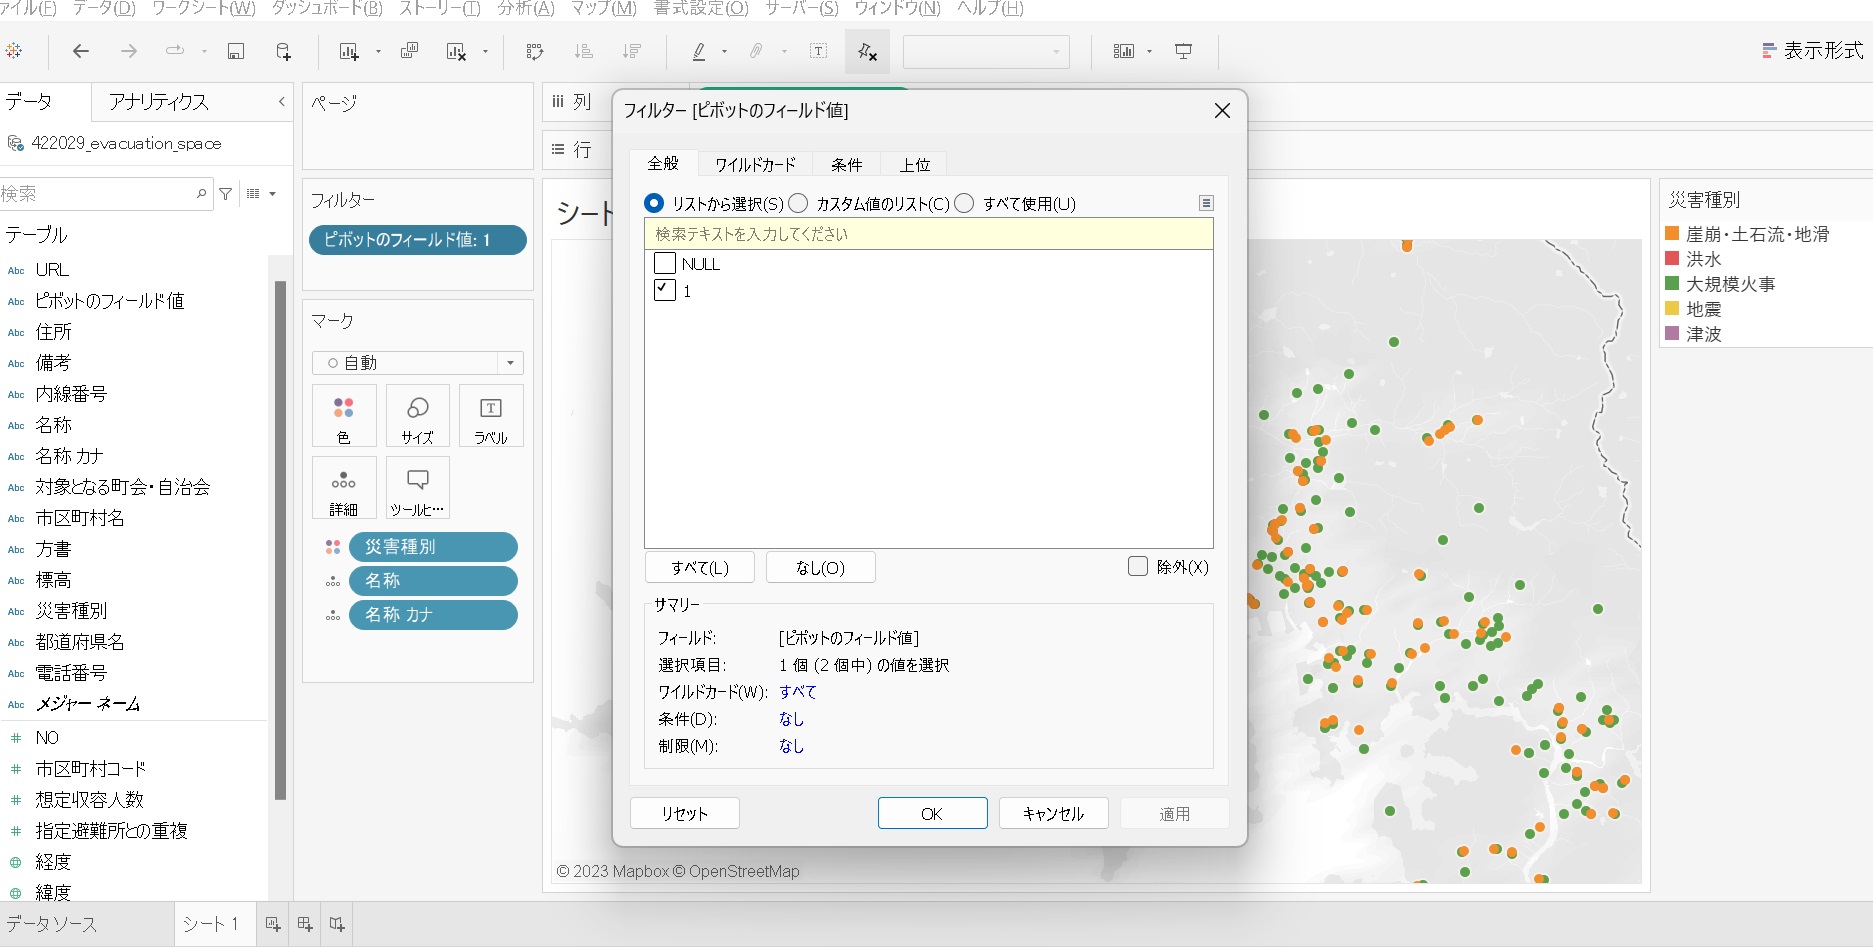 ァイル(F) データ(D) ワークシート(W) ダッシュボード(B) ストーリー(T) 分析(A) マップ(M) 書式設定(O) サーバー(S) ウィンドウ(N) ヘルプ(H)
表示形式
データ
アナリティクス
422029_evacuation_space
検索
テーブル
Abc URL
Abc ピボットのフィールド値
Abc 住所
Abc 備考
Abc 内線番号
Abc 名称
Abc 名称 カナ
Abc 対象となる町会・自治会
Abc 市区町村名
Abc 方書
Abc 標高
Abc 災害種別
Abc 都道府県名
Abc 電話番号
Abc メジャー ネーム
NO
市区町村コード
想定収容人数
指定避難所との重複
経度
緯度
ページ
フィルター
ピボットのフィールド値: 1
マーク
自動
色
サイズ
ラベル
詳細
ツールヒ…
災害種別
名称
名称 カナ
列
行
シート
フィルター [ピボットのフィールド値]
全般 ワイルドカード 条件 上位
リストから選択(S) カスタム値のリスト(C) すべて使用(U)
検索テキストを入力してください
NULL
1
すべて(L) なし(O) 除外(X)
サマリー
フィールド: [ピボットのフィールド値]
選択項目: 1 個 (2 個中) の値を選択
ワイルドカード(W): すべて
条件(D): なし
制限(M): なし
リセット OK キャンセル 適用
© 2023 Mapbox © OpenStreetMap
災害種別
崖崩・土石流・地滑
洪水
大規模火事
地震
津波
データ ソース
シート 1